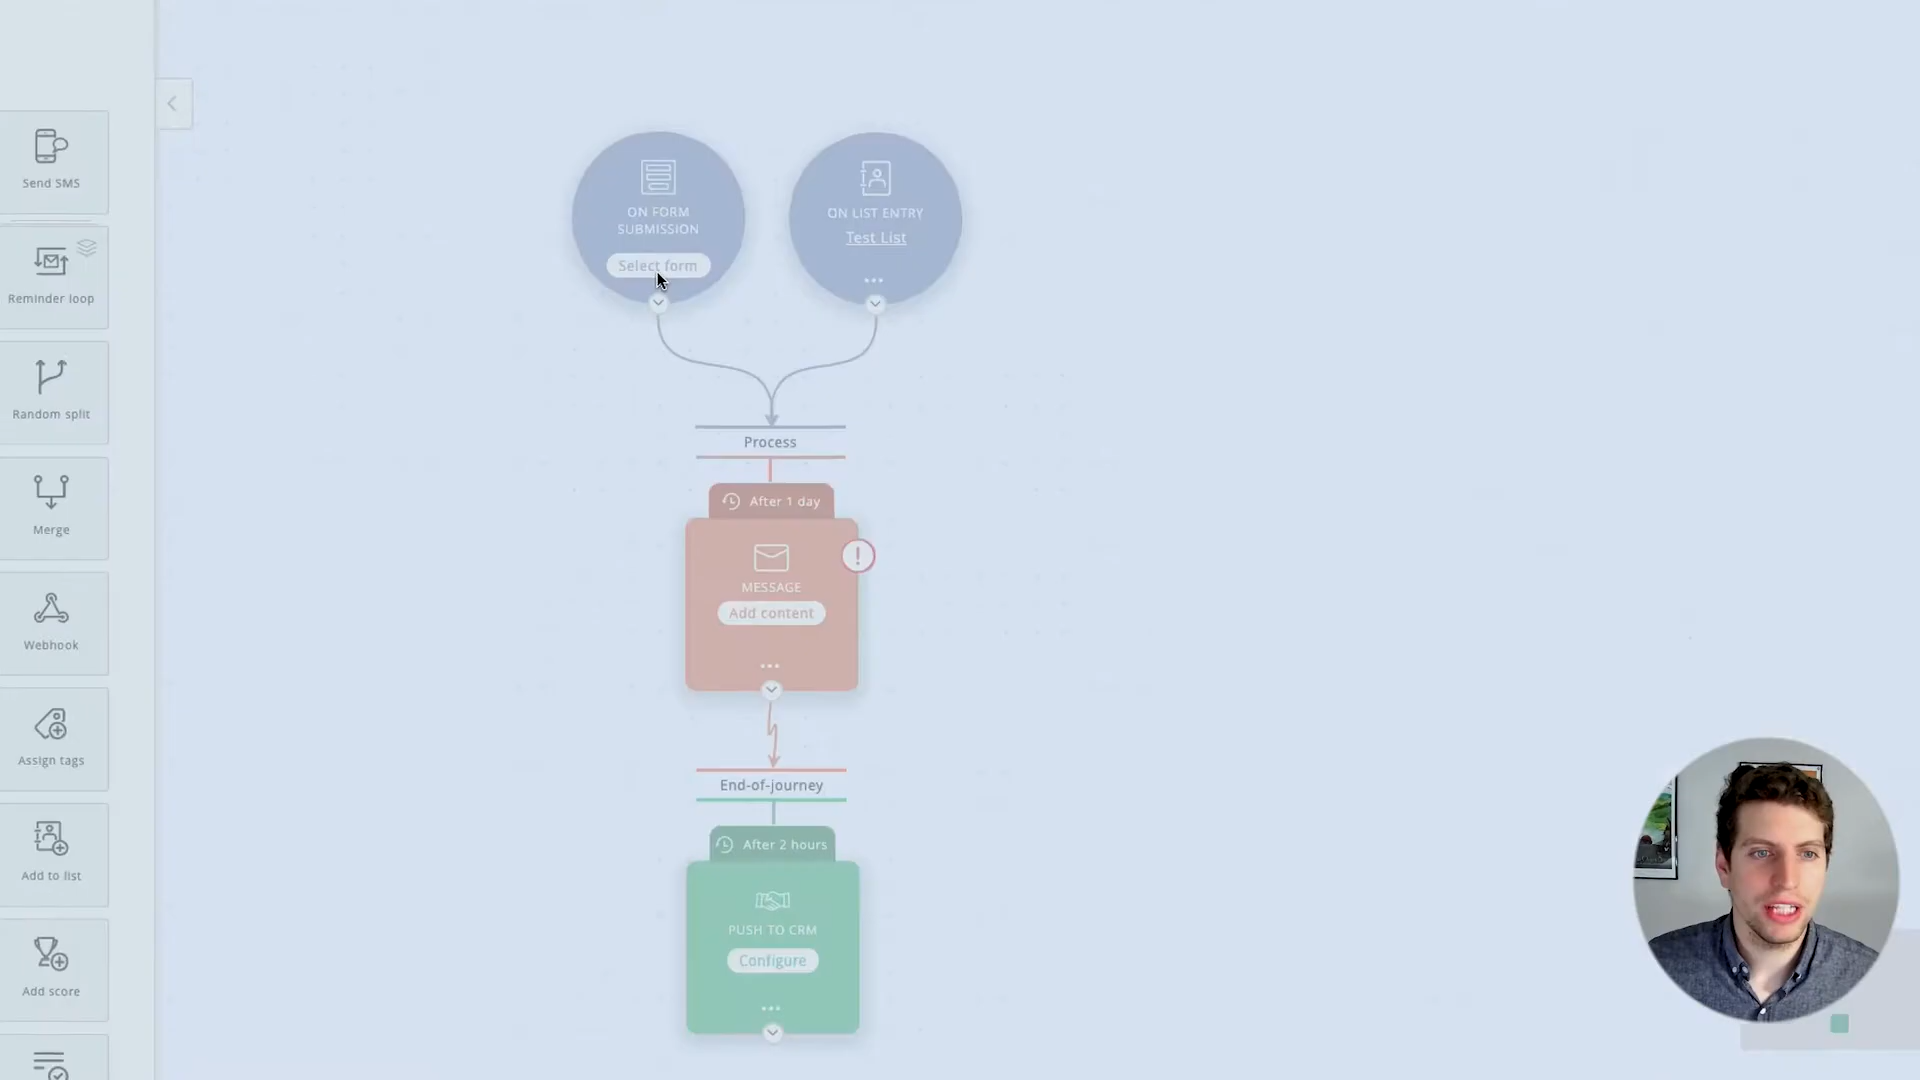 Send SMS
Reminder loop
Random split
Merge
Webhook
Assign tags
Add to list
Add score
ON FORM
SUBMISSION
Select form
ON LIST ENTRY
Test List
Process
After 1 day
!
MESSAGE
Add content
End-of-journey
After 2 hours
PUSH TO CRM
Configure